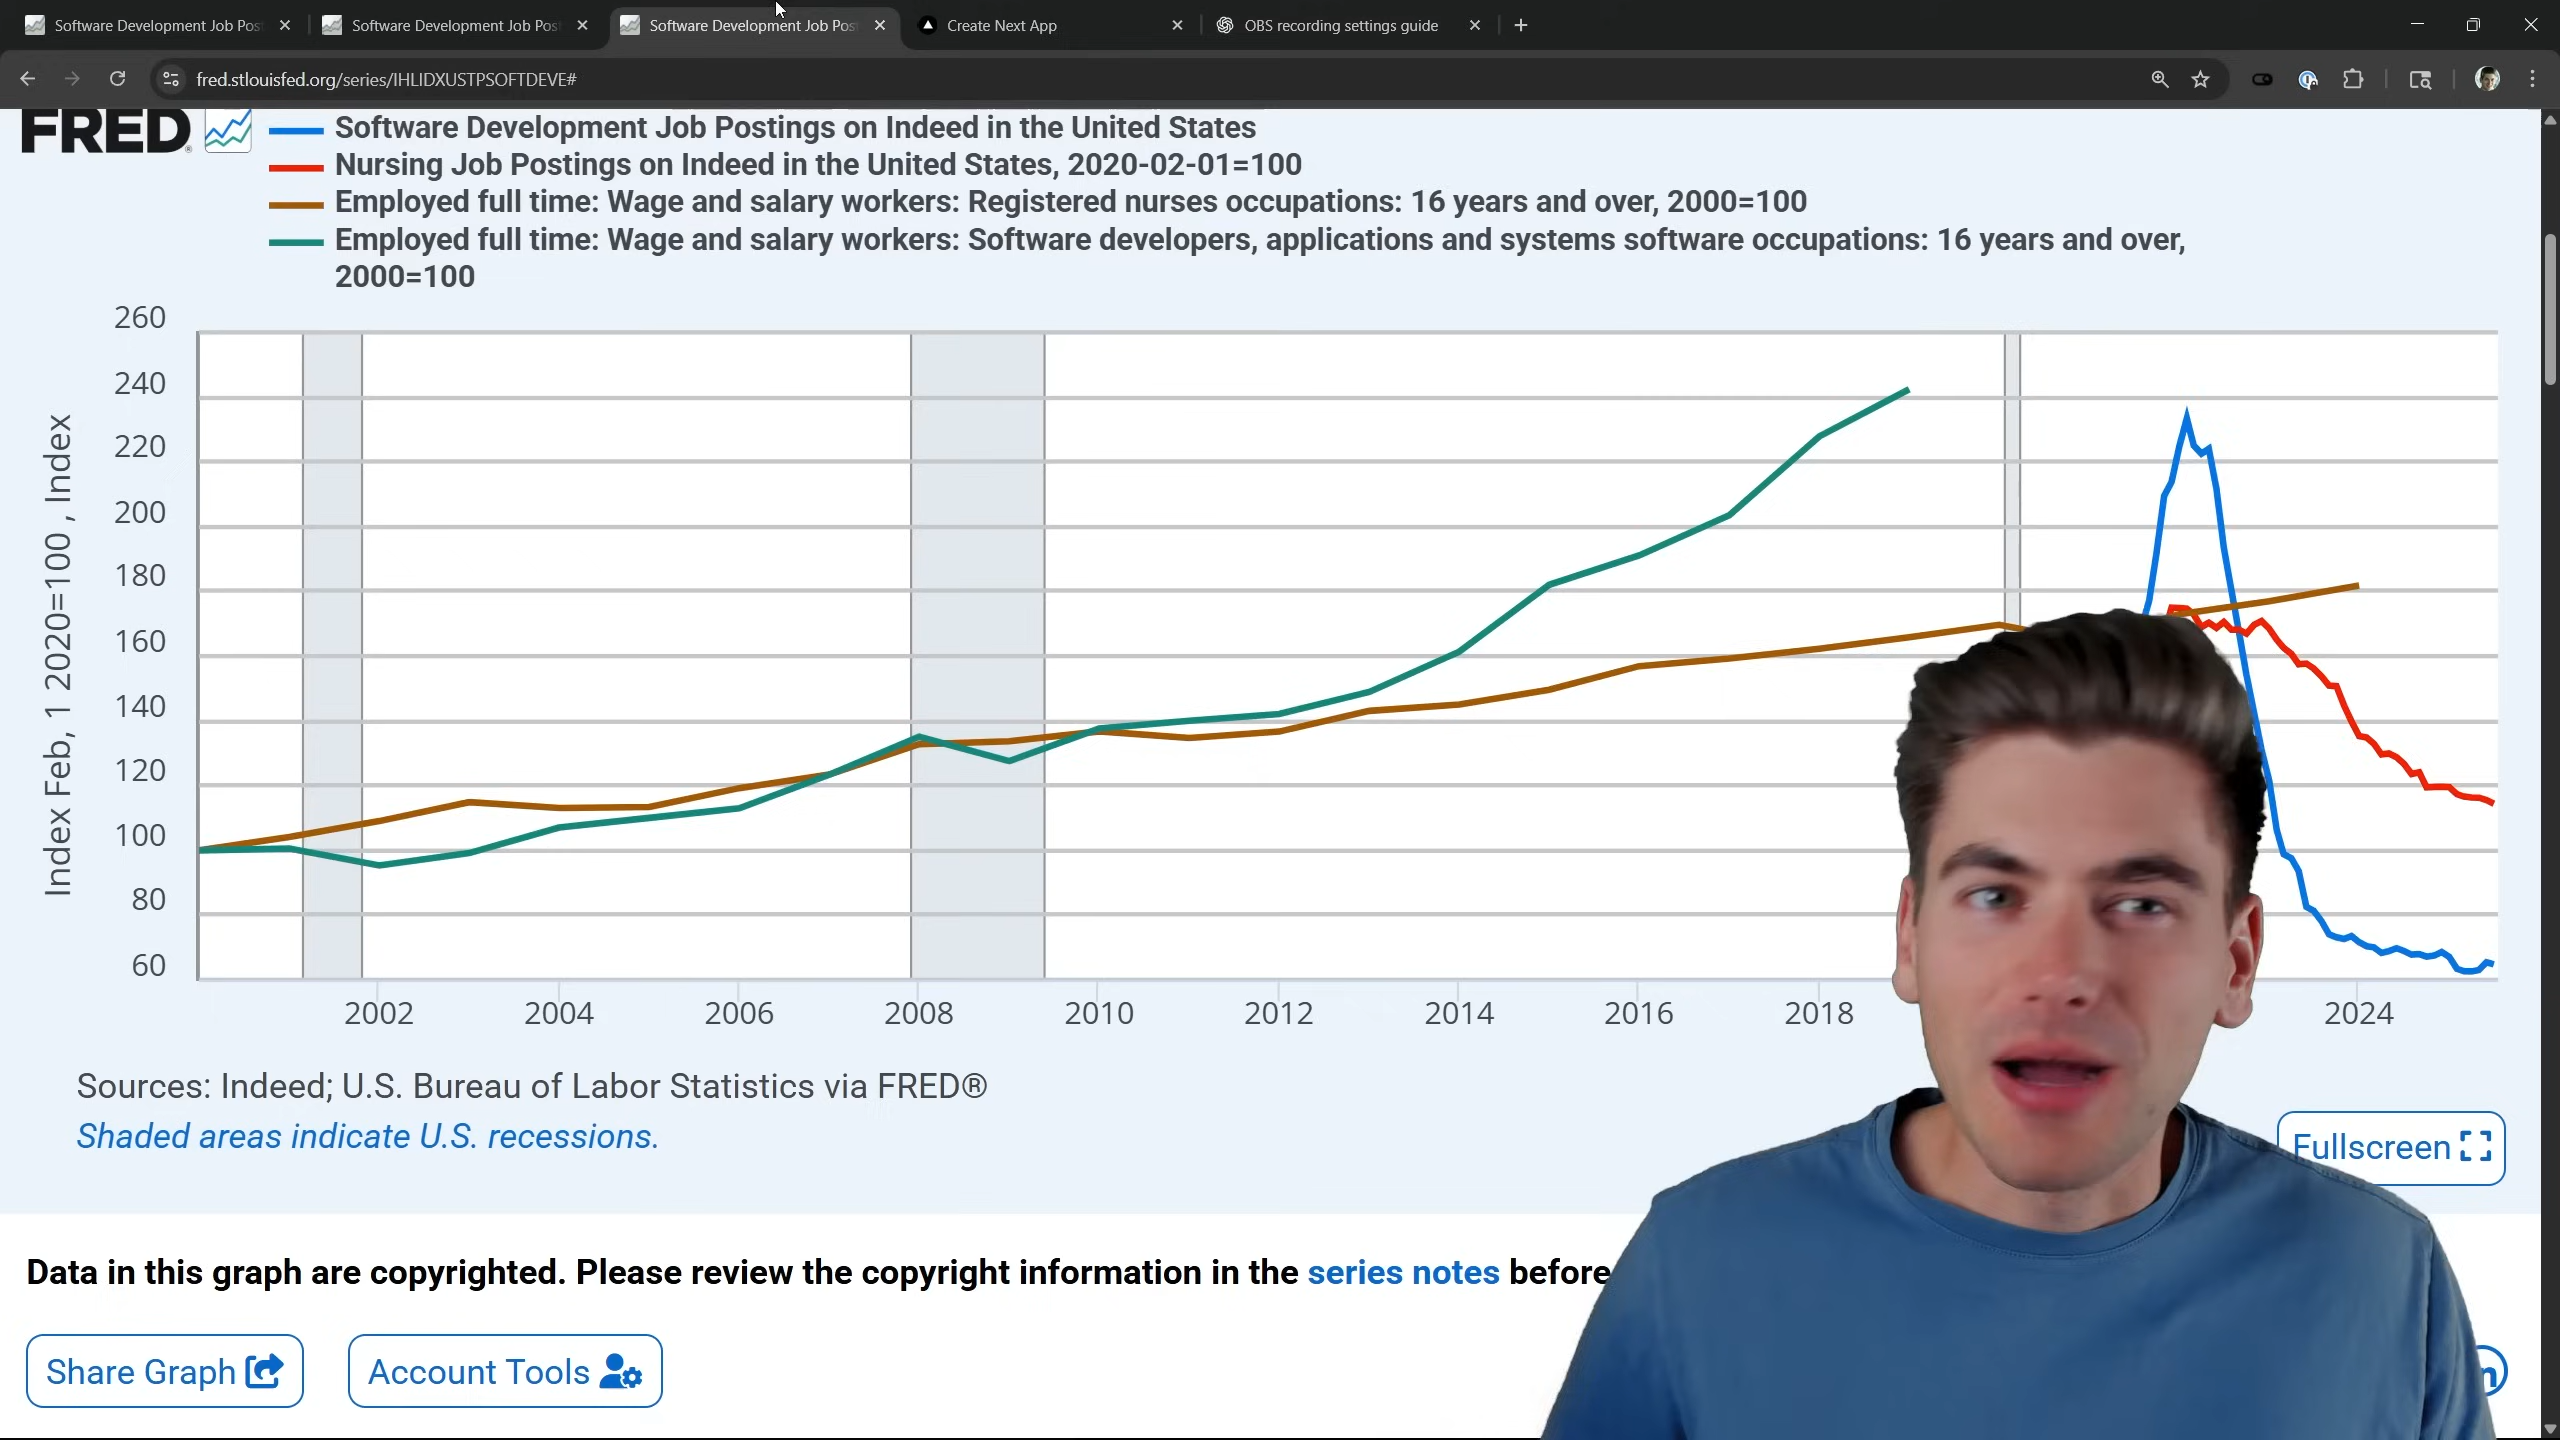 Software Development Job Pos
Software Development Job Pos
Software Development Job Pos
Create Next App
OBS recording settings guide
fred.stlouisfed.org/series/IHLIDXUSTPSOFTDEVE#
FRED
Software Development Job Postings on Indeed in the United States
Nursing Job Postings on Indeed in the United States, 2020-02-01=100
Employed full time: Wage and salary workers: Registered nurses occupations: 16 years and over, 2000=100
Employed full time: Wage and salary workers: Software developers, applications and systems software occupations: 16 years and over,
2000=100
Index Feb, 1 2020=100 , Index
260
240
220
200
180
160
140
120
100
80
60
2002
2004
2006
2008
2010
2012
2014
2016
2018
2024
Sources: Indeed; U.S. Bureau of Labor Statistics via FRED®
Shaded areas indicate U.S. recessions.
Fullscreen
Data in this graph are copyrighted. Please review the copyright information in the series notes before
Share Graph
Account Tools